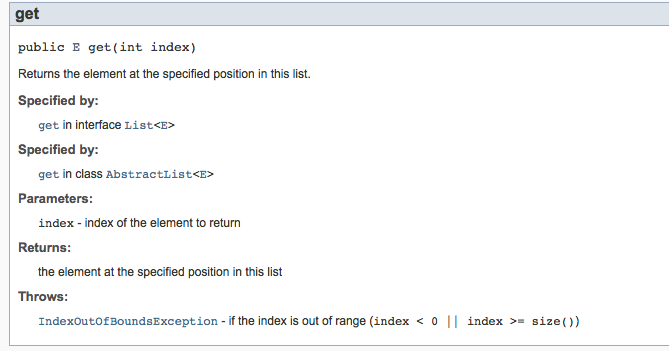 get
public E get(int index)
Returns the element at the specified position in this list.
Specified by:
get in interface List<E>
Specified by:
get in class AbstractList<E>
Parameters:
index - index of the element to return
Returns:
the element at the specified position in this list
Throws:
IndexOutOfBoundsException - if the index is out of range (index < 0 || index >= size())